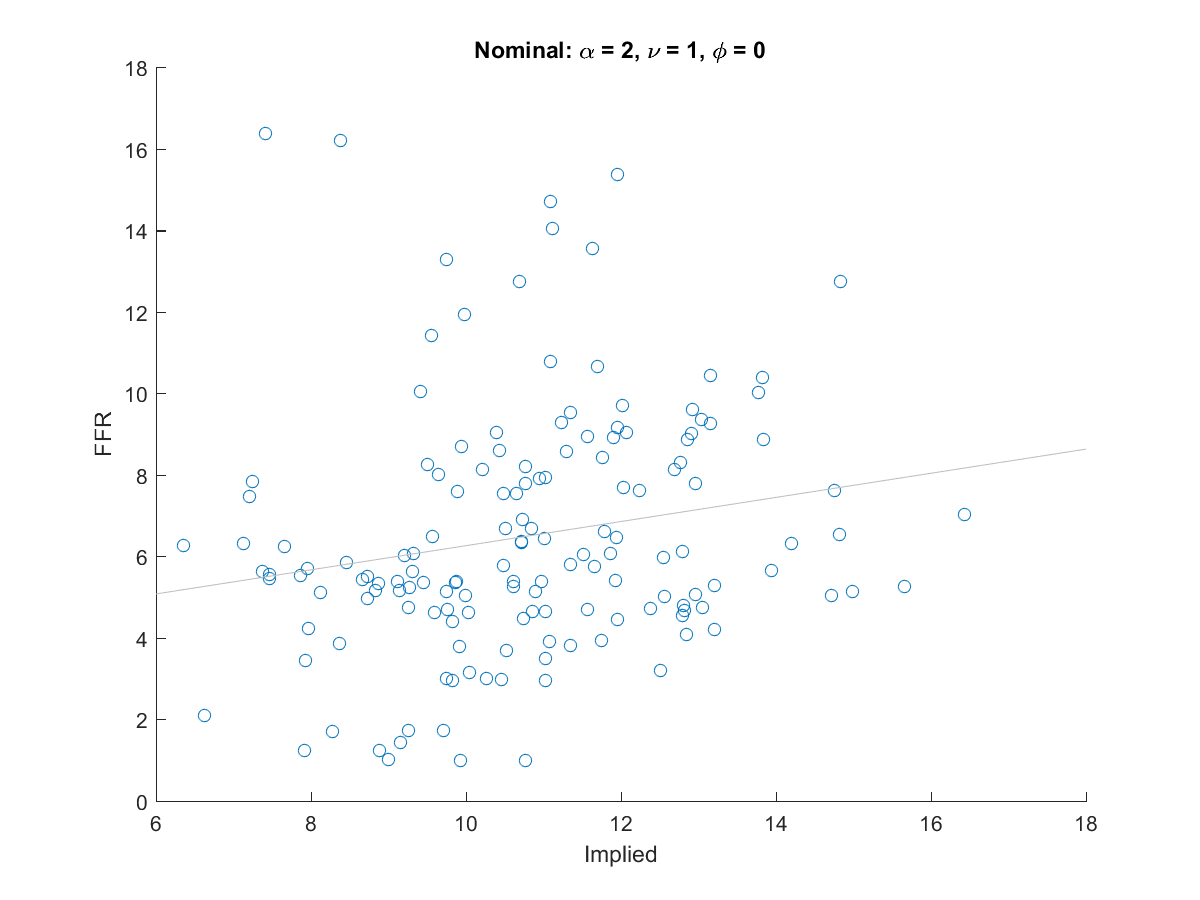 Nominal: α = 2, ν = 1, ϕ = 0
18
16
14
12
10
8
6
4
2
0
FFR
6 8 10 12 14 16 18
Implied